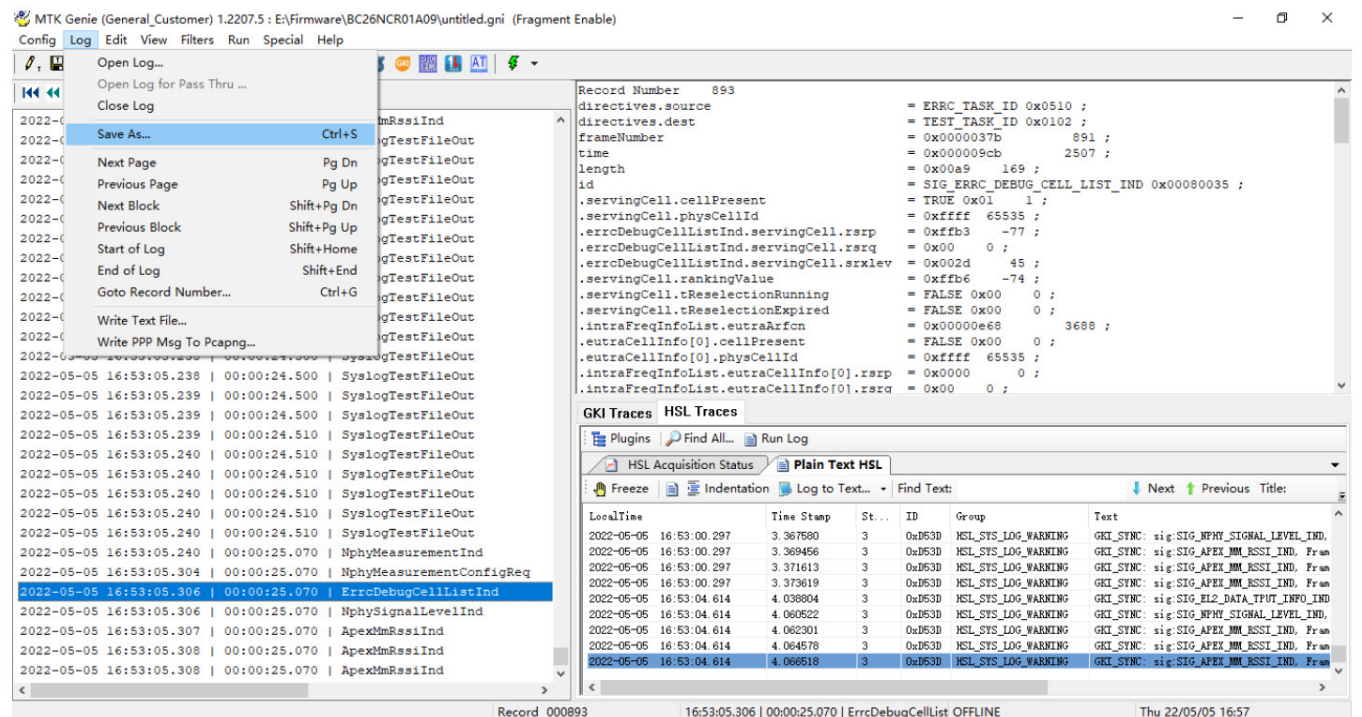 MTK Genie (General_Customer) 1.2207.5 : E:\Firmware\BC26NCR01A09\untitled.gni (Fragment Enable)
Config Log Edit View Filters Run Special Help
Open Log...
Open Log for Pass Thru ...
Close Log
Save As... Ctrl+S
Next Page Pg Dn
Previous Page Pg Up
Next Block Shift+Pg Dn
Previous Block Shift+Pg Up
Start of Log Shift+Home
End of Log Shift+End
Goto Record Number... Ctrl+G
Write Text File...
Write PPP Msg To Pcapng...
AT
2022-05-05 16:53:05.238 | 00:00:24.500 | SyslogTestFileOut
2022-05-05 16:53:05.239 | 00:00:24.500 | SyslogTestFileOut
2022-05-05 16:53:05.239 | 00:00:24.500 | SyslogTestFileOut
2022-05-05 16:53:05.239 | 00:00:24.510 | SyslogTestFileOut
2022-05-05 16:53:05.240 | 00:00:24.510 | SyslogTestFileOut
2022-05-05 16:53:05.240 | 00:00:24.510 | SyslogTestFileOut
2022-05-05 16:53:05.240 | 00:00:24.510 | SyslogTestFileOut
2022-05-05 16:53:05.240 | 00:00:24.510 | SyslogTestFileOut
2022-05-05 16:53:05.240 | 00:00:24.510 | SyslogTestFileOut
2022-05-05 16:53:05.240 | 00:00:25.070 | NphyMeasurementInd
2022-05-05 16:53:05.304 | 00:00:25.070 | NphyMeasurementConfigReq
2022-05-05 16:53:05.306 | 00:00:25.070 | ErrcDebugCellListInd
2022-05-05 16:53:05.306 | 00:00:25.070 | NphySignalLevelInd
2022-05-05 16:53:05.307 | 00:00:25.070 | ApexMmRssiInd
2022-05-05 16:53:05.308 | 00:00:25.070 | ApexMmRssiInd
2022-05-05 16:53:05.308 | 00:00:25.070 | ApexMmRssiInd
Record Number 893
directives.source = ERRC_TASK_ID 0x0510 ;
directives.dest = TEST_TASK_ID 0x0102 ;
frameNumber = 0x0000037b 891 ;
time = 0x000009cb 2507 ;
length = 0x00a9 169 ;
id = SIG_ERRC_DEBUG_CELL_LIST_IND 0x00080035 ;
.servingCell.cellPresent = TRUE 0x01 1 ;
.servingCell.physCellId = 0xffff 65535 ;
.errcDebugCellListInd.servingCell.rsrp = 0xffb3 -77 ;
.errcDebugCellListInd.servingCell.rsrq = 0x00 0 ;
.errcDebugCellListInd.servingCell.srxlev = 0x002d 45 ;
.servingCell.rankingValue = 0xffb6 -74 ;
.servingCell.tReselectionRunning = FALSE 0x00 0 ;
.servingCell.tReselectionExpired = FALSE 0x00 0 ;
.intraFreqInfoList.eutraArfcn = 0x00000e68 3688 ;
.eutraCellInfo[0].cellPresent = FALSE 0x00 0 ;
.eutraCellInfo[0].physCellId = 0xffff 65535 ;
.intraFreqInfoList.eutraCellInfo[0].rsrp = 0x0000 0 ;
.intraFreqInfoList.eutraCellInfo[0].rsrq = 0x00 0 ;
GKI Traces HSL Traces
Plugins Find All... Run Log
HSL Acquisition Status Plain Text HSL
Freeze Indentation Log to Text... Find Text: Next Previous Title:
LocalTime Time Stamp St... ID Group Text
2022-05-05 16:53:00.297 3.367580 3 0xD53D HSL_SYS_LOG_WARNING GKI_SYNC: sig:SIG_NPHY_SIGNAL_LEVEL_IND,
2022-05-05 16:53:00.297 3.369456 3 0xD53D HSL_SYS_LOG_WARNING GKI_SYNC: sig:SIG_APEX_MM_RSSI_IND, Fram
2022-05-05 16:53:00.297 3.371613 3 0xD53D HSL_SYS_LOG_WARNING GKI_SYNC: sig:SIG_APEX_MM_RSSI_IND, Fram
2022-05-05 16:53:00.297 3.373619 3 0xD53D HSL_SYS_LOG_WARNING GKI_SYNC: sig:SIG_APEX_MM_RSSI_IND, Fram
2022-05-05 16:53:04.614 4.038804 3 0xD53D HSL_SYS_LOG_WARNING GKI_SYNC: sig:SIG_EL2_DATA_TPUT_INFO_IND
2022-05-05 16:53:04.614 4.060522 3 0xD53D HSL_SYS_LOG_WARNING GKI_SYNC: sig:SIG_NPHY_SIGNAL_LEVEL_IND,
2022-05-05 16:53:04.614 4.062301 3 0xD53D HSL_SYS_LOG_WARNING GKI_SYNC: sig:SIG_APEX_MM_RSSI_IND, Fram
2022-05-05 16:53:04.614 4.064578 3 0xD53D HSL_SYS_LOG_WARNING GKI_SYNC: sig:SIG_APEX_MM_RSSI_IND, Fram
2022-05-05 16:53:04.614 4.066518 3 0xD53D HSL_SYS_LOG_WARNING GKI_SYNC: sig:SIG_APEX_MM_RSSI_IND, Fram
Record 000893 16:53:05.306 | 00:00:25.070 | ErrcDebugCellList OFFLINE Thu 22/05/05 16:57